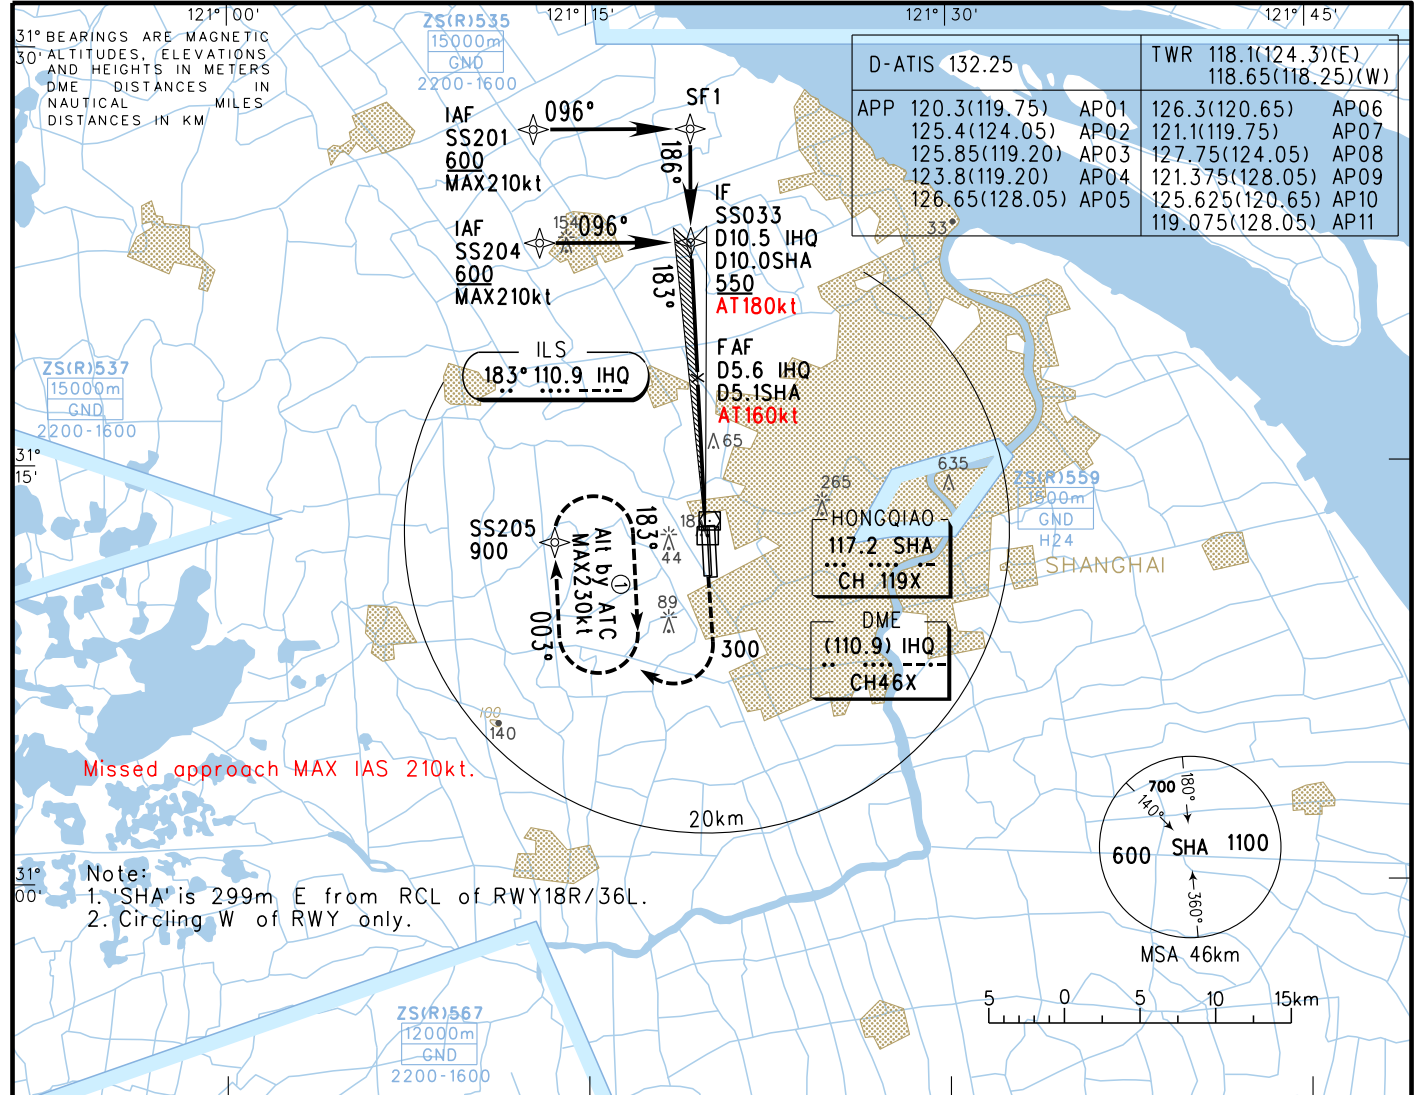 121° 00'
121° 15'
121° 30'
121° 45'
31°
30'
BEARINGS ARE MAGNETIC
ALTITUDES, ELEVATIONS
AND HEIGHTS IN METERS
DME DISTANCES IN
NAUTICAL MILES
DISTANCES IN KM
ZS(R)535
15000m
GND
2200-1600
D-ATIS 132.25
TWR 118.1(124.3)(E)
118.65(118.25)(W)
APP 120.3(119.75) AP01
125.4(124.05) AP02
125.85(119.20) AP03
123.8(119.20) AP04
126.65(128.05) AP05
126.3(120.65) AP06
121.1(119.75) AP07
127.75(124.05) AP08
121.375(128.05) AP09
125.625(120.65) AP10
119.075(128.05) AP11
33
IAF
SS201
600
MAX210kt
096°
SF1
186°
IAF
SS204
600
MAX210kt
154
096°
IF
SS033
D10.5 IHQ
D10.0SHA
550
AT180kt
183°
ILS
183° 110.9 IHQ
FAF
D5.6 IHQ
D5.1SHA
AT160kt
ZS(R)537
15000m
GND
2200-1600
31°
15'
65
265
635
ZS(R)559
1500m
GND
H24
SHANGHAI
18
44
89
SS205
900
183°
Alt by ATC
MAX230kt
①
003°
300
HONGQIAO
117.2 SHA
CH 119X
DME
(110.9) IHQ
CH46X
100
140
Missed approach MAX IAS 210kt.
20km
700
180°
140°
600
SHA
1100
360°
MSA 46km
31°
00'
Note:
1. 'SHA' is 299m E from RCL of RWY18R/36L.
2. Circling W of RWY only.
ZS(R)567
12000m
GND
2200-1600
5 0 5 10 15km